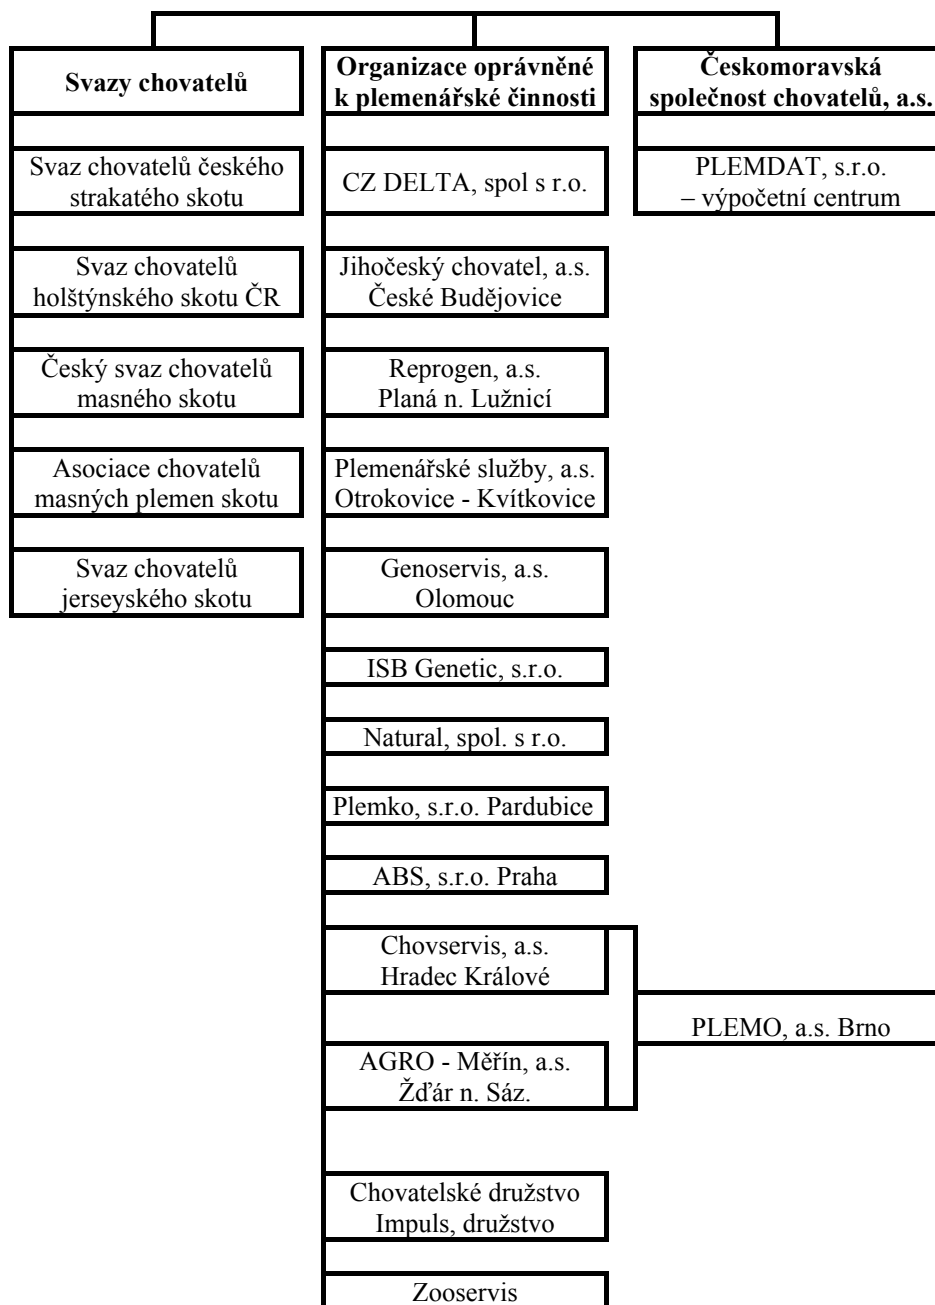 Svazy chovatelů
Svaz chovatelů českého
strakatého skotu
Svaz chovatelů
holštýnského skotu ČR
Český svaz chovatelů
masného skotu
Asociace chovatelů
masných plemen skotu
Svaz chovatelů
jerseyského skotu
Organizace oprávněné
k plemenářské činnosti
CZ DELTA, spol s r.o.
Jihočeský chovatel, a.s.
České Budějovice
Reprogen, a.s.
Planá n. Lužnicí
Plemenářské služby, a.s.
Otrokovice - Kvítkovice
Genoservis, a.s.
Olomouc
ISB Genetic, s.r.o.
Natural, spol. s r.o.
Plemko, s.r.o. Pardubice
ABS, s.r.o. Praha
Chovservis, a.s.
Hradec Králové
AGRO - Měřín, a.s.
Žďár n. Sáz.
Chovatelské družstvo
Impuls, družstvo
Zooservis
Českomoravská
společnost chovatelů, a.s.
PLEMDAT, s.r.o.
– výpočetní centrum
PLEMO, a.s. Brno